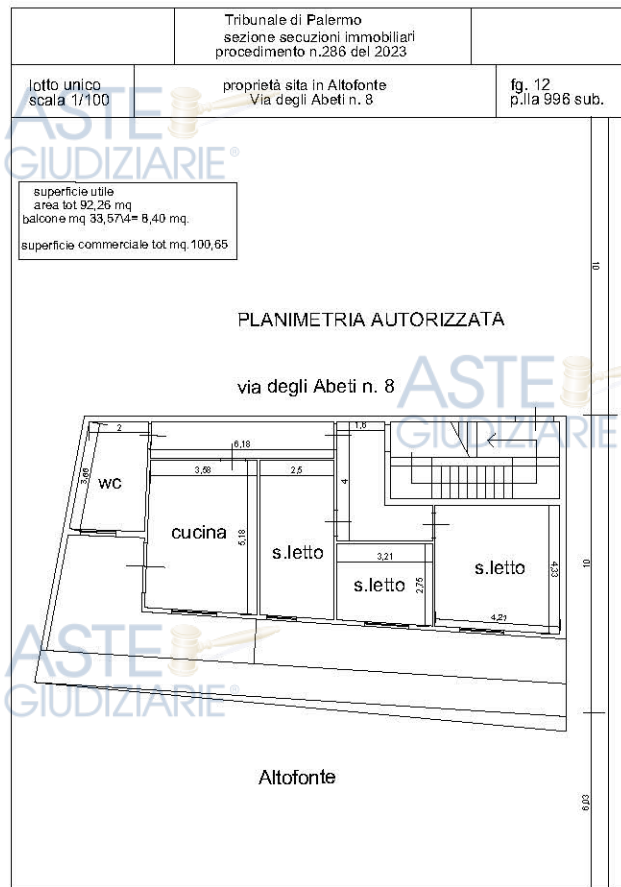 Tribunale di Palermo
sezione secuzioni immobiliari
procedimento n.286 del 2023
lotto unico
scala 1/100
proprietà sita in Altofonte
Via degli Abeti n. 8
fg. 12
p.lla 996 sub.
ASTE
GIUDIZIARIE®
superficie utile
area tot 92,26 mq
balcone mq 33,57\4= 8,40 mq.
superficie commerciale tot mq.100,65
10
PLANIMETRIA AUTORIZZATA
via degli Abeti n. 8
ASTE
GIUDIZIARIE
2
6,18
1,6
3,66
wc
3,58
2,5
4
cucina
5,18
s.letto
3,21
s.letto
2,75
s.letto
4,33
4,21
10
ASTE
GIUDIZIARIE®
Altofonte
6,03